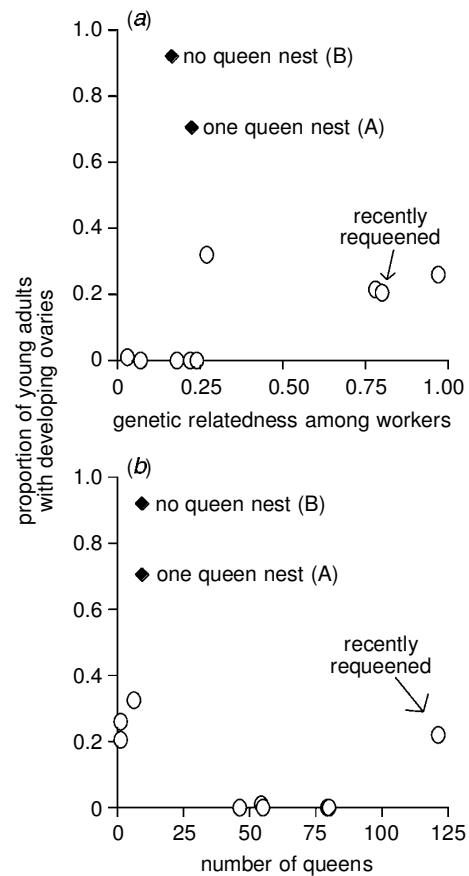 (a)
1.0
no queen nest (B)
0.8
one queen nest (A)
0.6
0.4
recently
requeened
0.2
0
0 0.25 0.50 0.75 1.00
genetic relatedness among workers
proportion of young adults
with developing ovaries
(b)
1.0
no queen nest (B)
0.8
one queen nest (A)
0.6
recently
requeened
0.4
0.2
0
0 25 50 75 100 125
number of queens